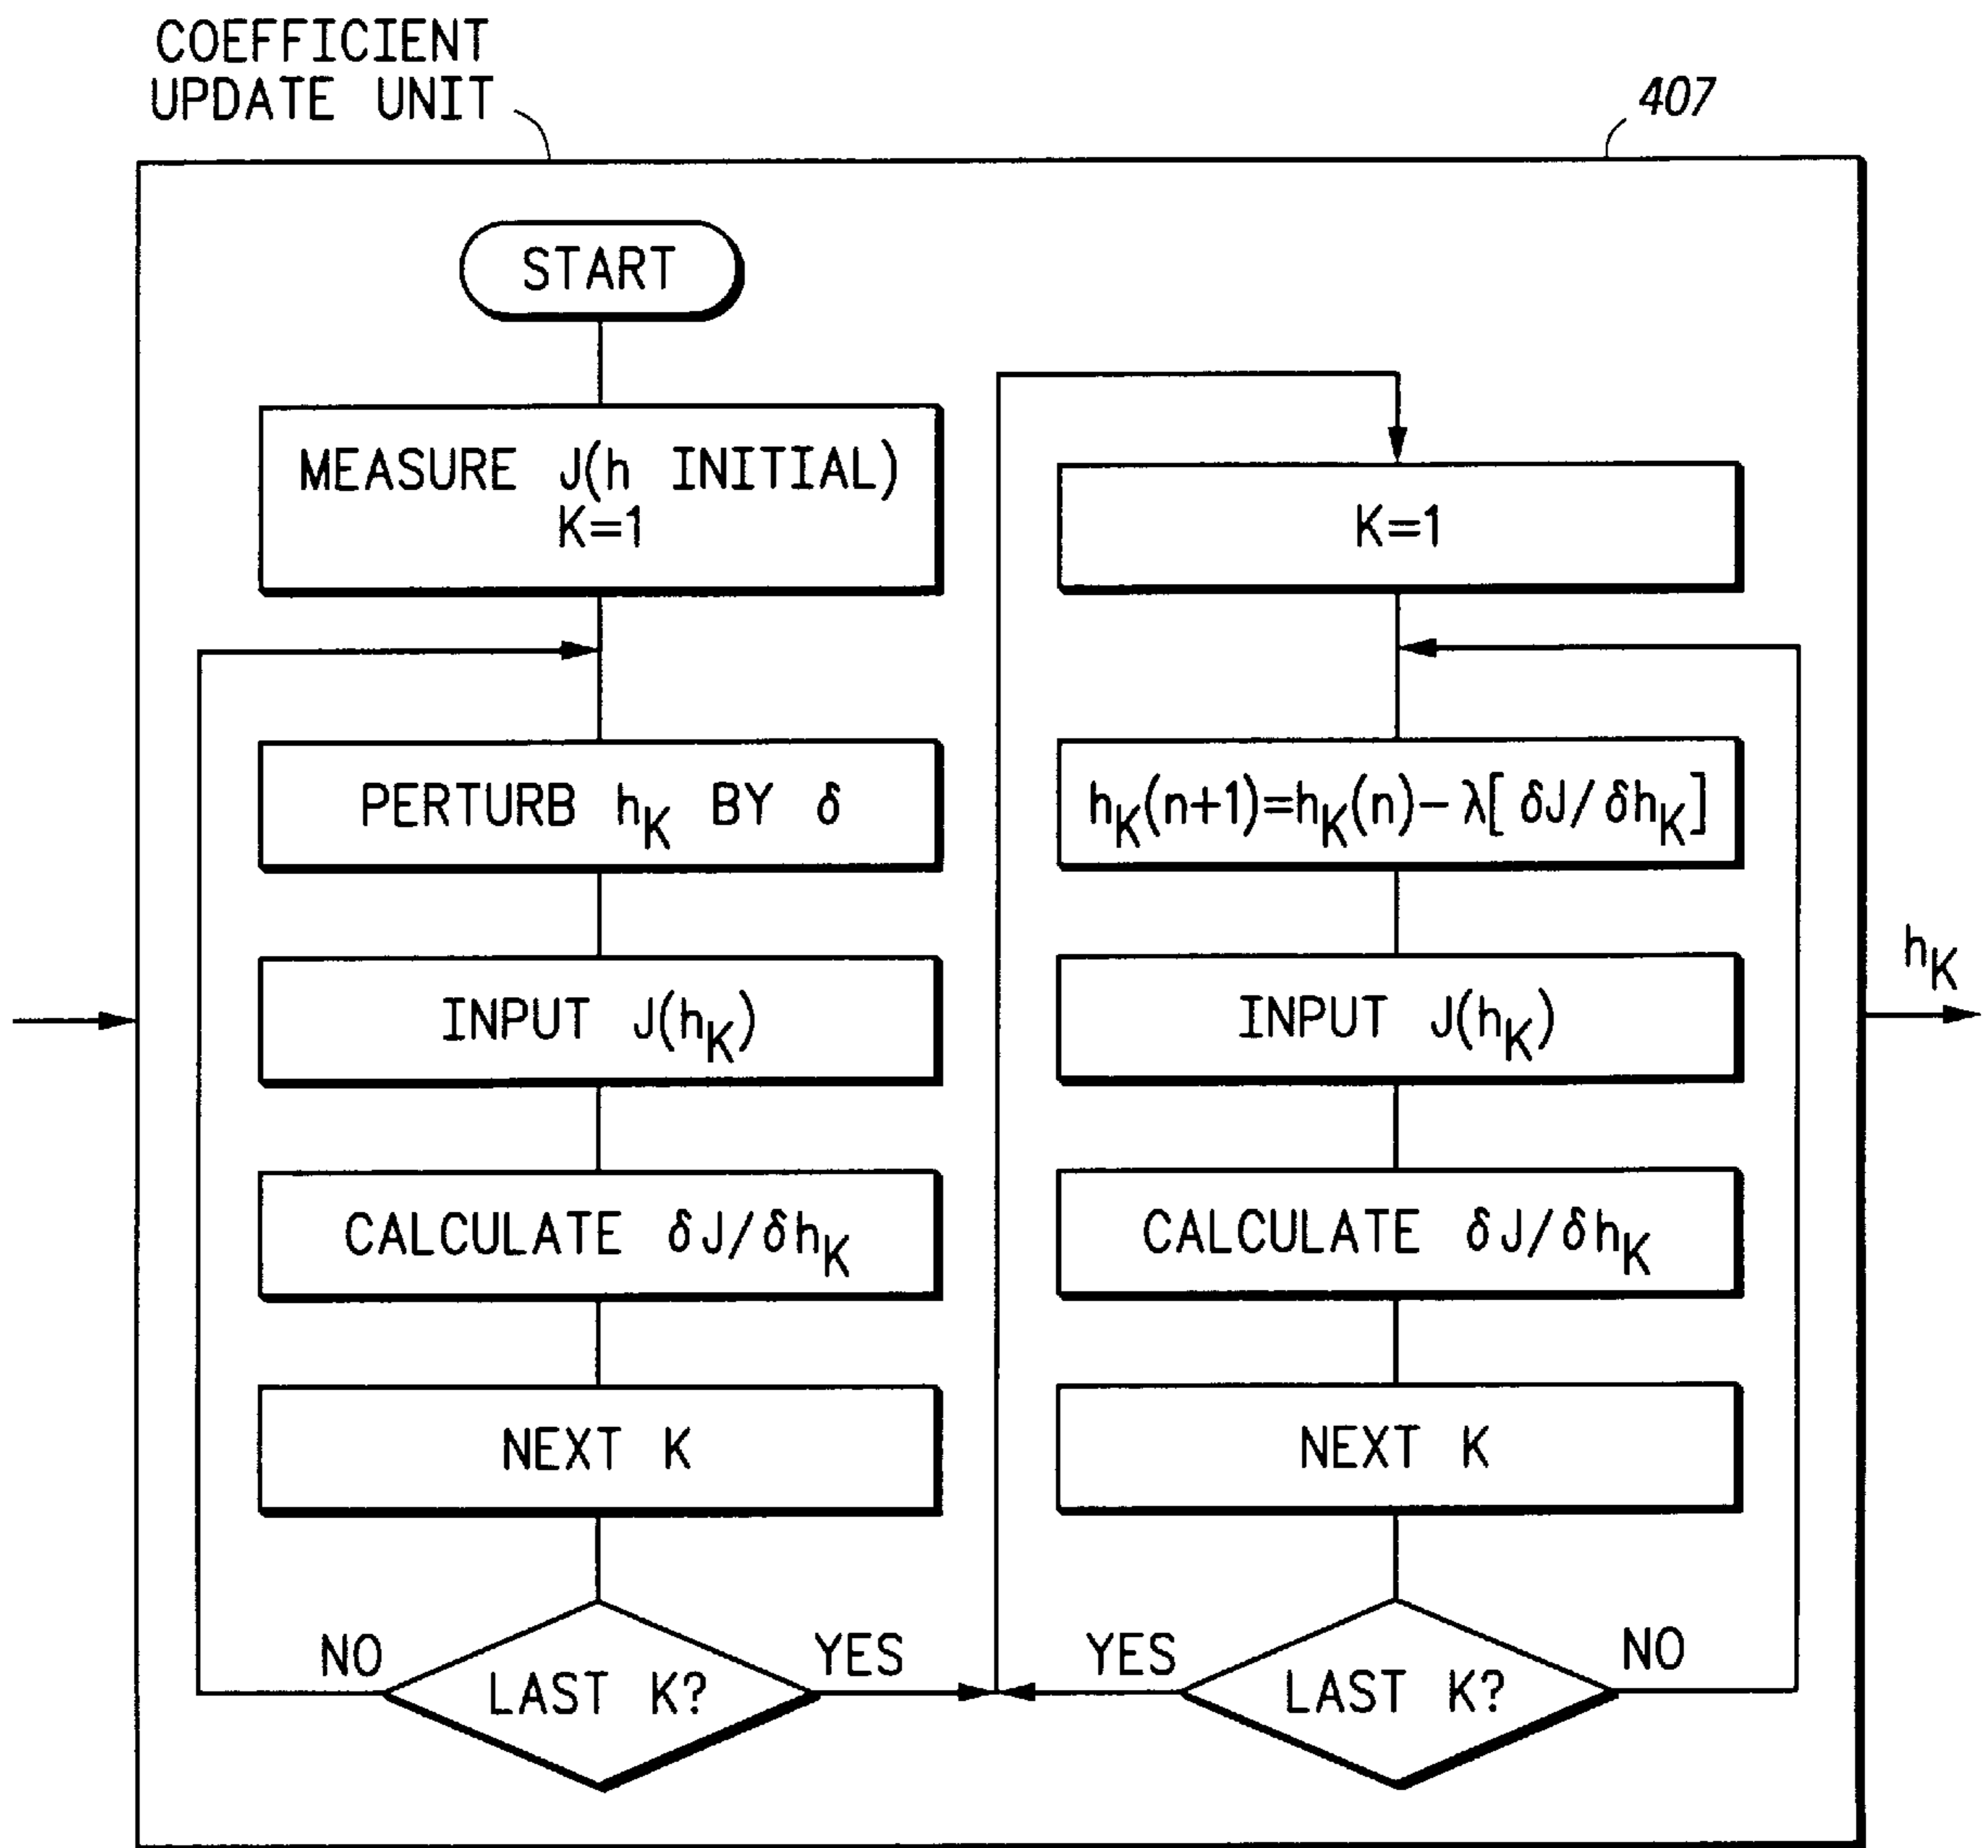 COEFFICIENT
UPDATE UNIT
407
START
MEASURE J(h INITIAL)
K=1
PERTURB hK BY δ
INPUT J(hK)
CALCULATE δJ/δhK
NEXT K
NO
LAST K?
YES
K=1
hK(n+1)=hK(n)-λ[δJ/δhK]
INPUT J(hK)
CALCULATE δJ/δhK
NEXT K
YES
LAST K?
NO
hK